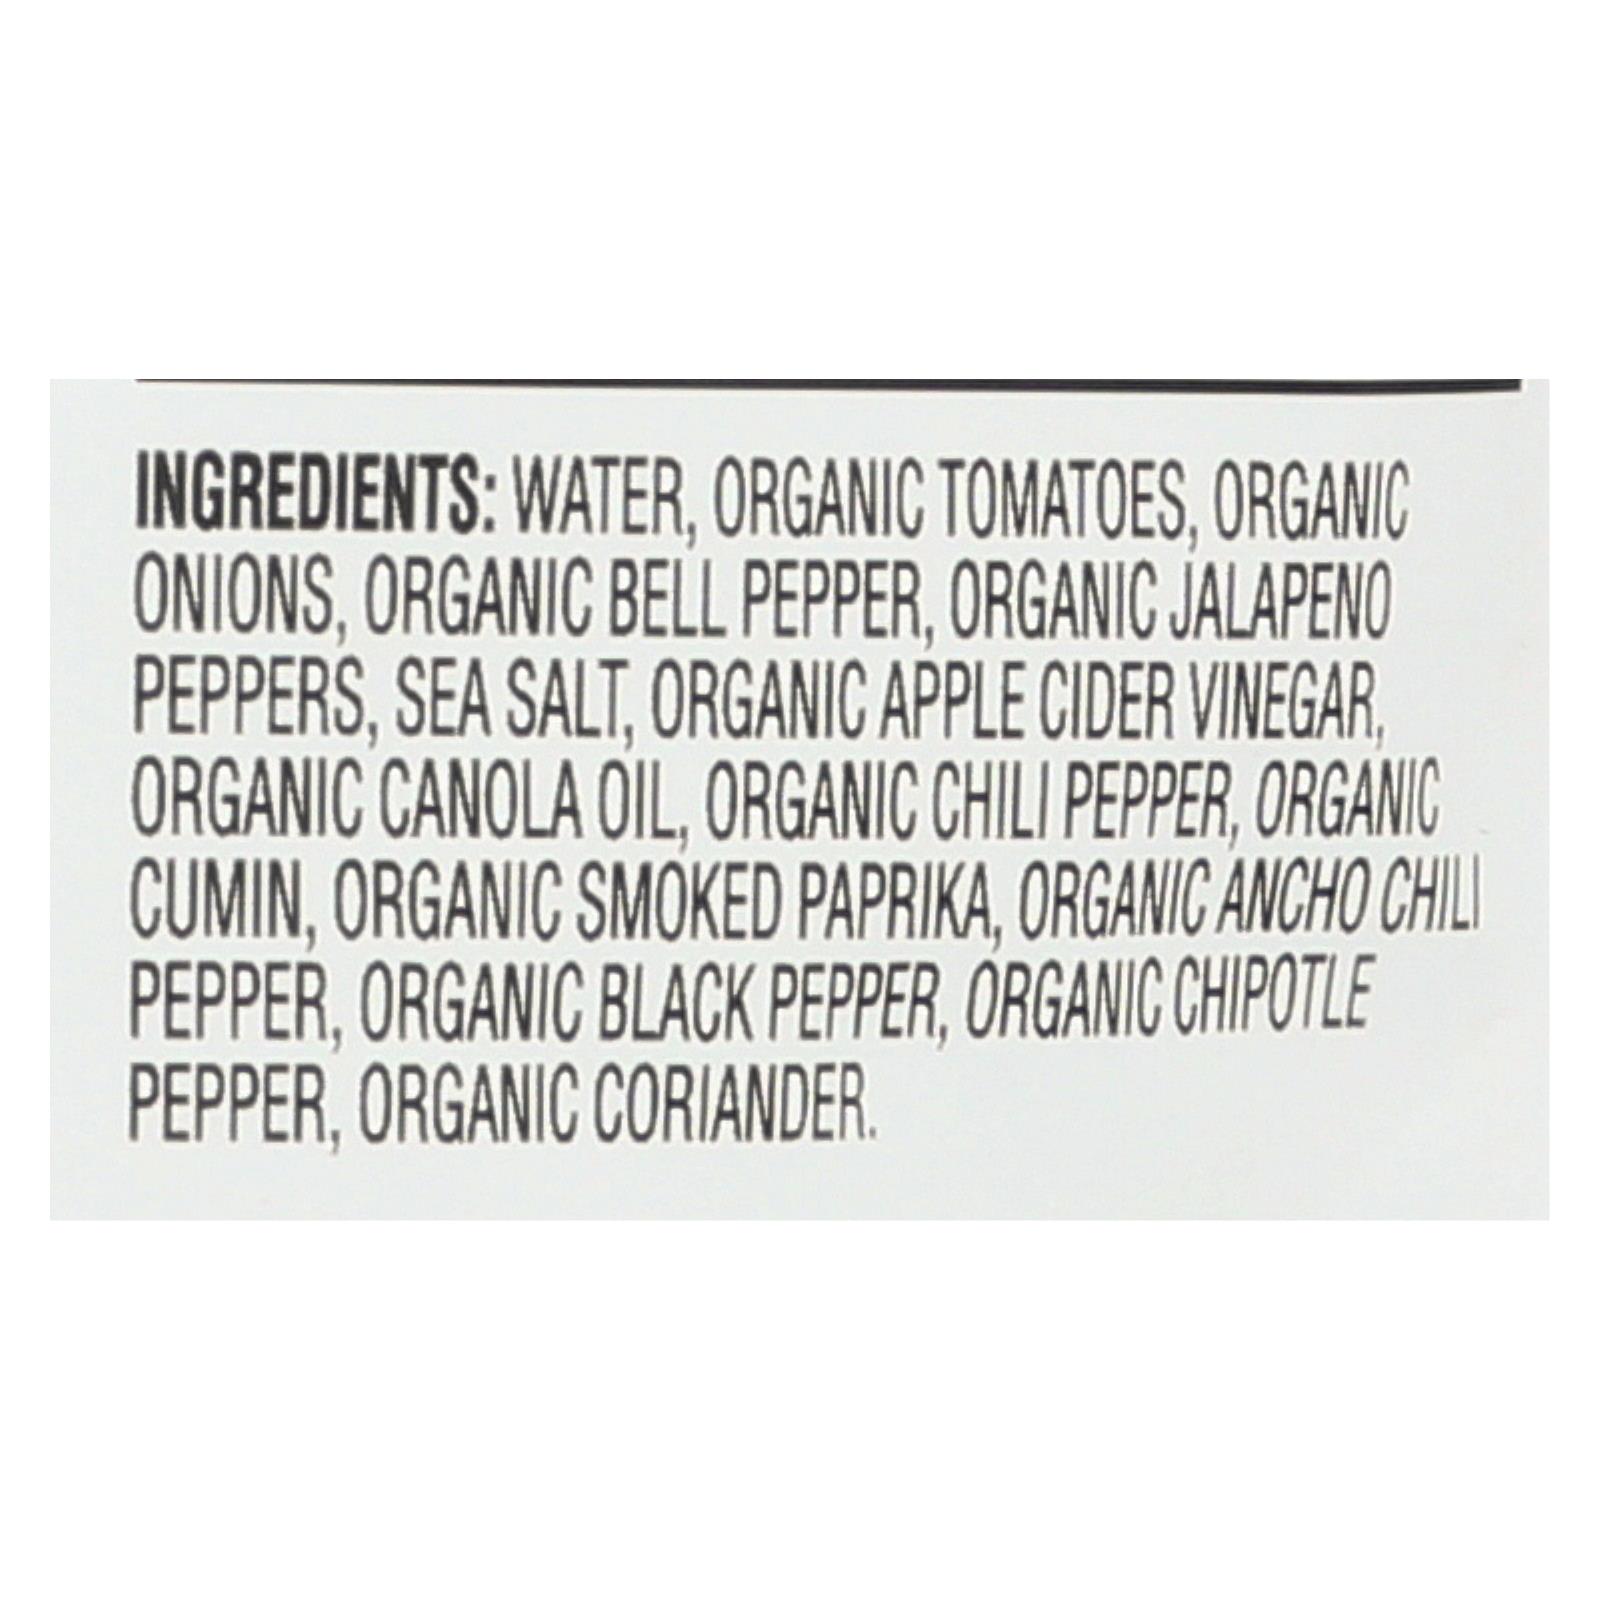 INGREDIENTS: WATER, ORGANIC TOMATOES, ORGANIC
ONIONS, ORGANIC BELL PEPPER, ORGANIC JALAPENO
PEPPERS, SEA SALT, ORGANIC APPLE CIDER VINEGAR,
ORGANIC CANOLA OIL, ORGANIC CHILI PEPPER, ORGANIC
CUMIN, ORGANIC SMOKED PAPRIKA, ORGANIC ANCHO CHILI
PEPPER, ORGANIC BLACK PEPPER, ORGANIC CHIPOTLE
PEPPER, ORGANIC CORIANDER.